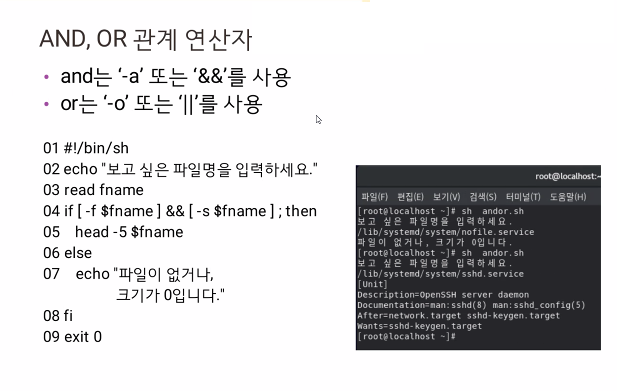 AND, OR 관계 연산자
• and는 ‘-a’ 또는 ‘&&’를 사용
• or는 ‘-o’ 또는 ‘||’를 사용
01 #!/bin/sh
02 echo "보고 싶은 파일명을 입력하세요."
03 read fname
04 if [ -f $fname ] && [ -s $fname ] ; then
05 head -5 $fname
06 else
07 echo "파일이 없거나,
크기가 0입니다."
08 fi
09 exit 0
root@localhost:~
파일(F) 편집(E) 보기(V) 검색(S) 터미널(T) 도움말(H)
[root@localhost ~]# sh andor.sh
보고 싶은 파일명을 입력하세요.
/lib/systemd/system/nofile.service
파일이 없거나, 크기가 0입니다.
[root@localhost ~]# sh andor.sh
보고 싶은 파일명을 입력하세요.
/lib/systemd/system/sshd.service
[Unit]
Description=OpenSSH server daemon
Documentation=man:sshd(8) man:sshd_config(5)
After=network.target sshd-keygen.target
Wants=sshd-keygen.target
[root@localhost ~]#